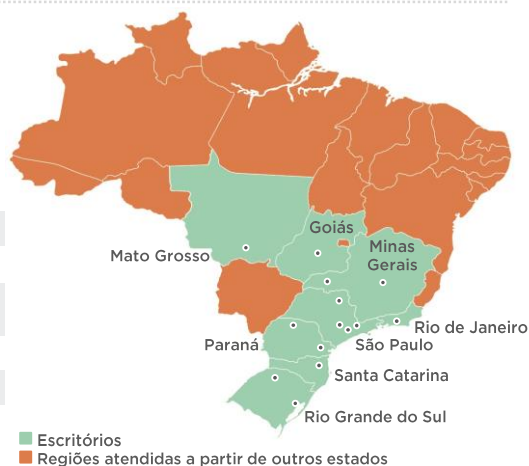 Goiás
Minas
Gerais
Mato Grosso
Rio de Janeiro
Paraná
São Paulo
Santa Catarina
Rio Grande do Sul
Escritórios
Regiões atendidas a partir de outros estados